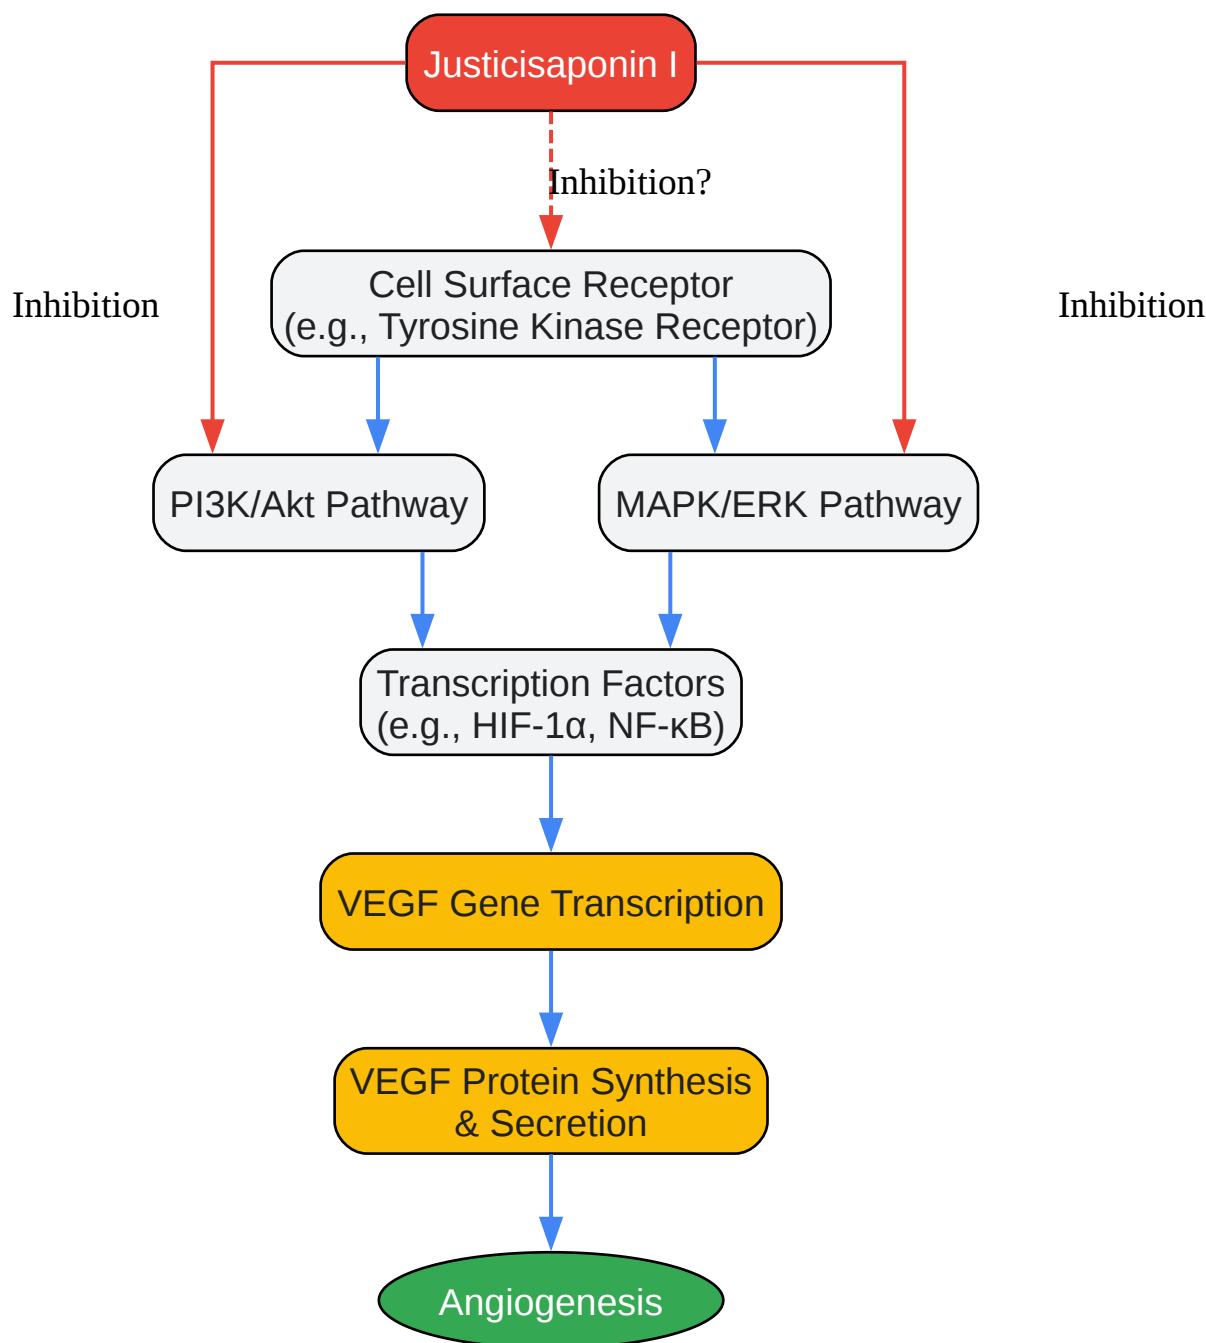 Justicisaponin I
Inhibition?
Cell Surface Receptor
(e.g., Tyrosine Kinase Receptor)
Inhibition
Inhibition
PI3K/Akt Pathway
MAPK/ERK Pathway
Transcription Factors
(e.g., HIF-1α, NF-κB)
VEGF Gene Transcription
VEGF Protein Synthesis
& Secretion
Angiogenesis